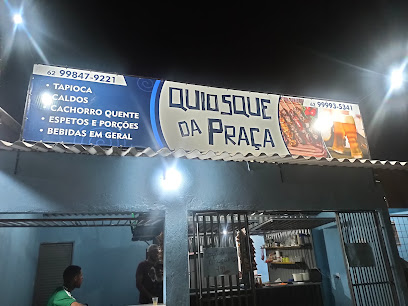 62 99847-9221
• TAPIOCA
• CALDOS
• CACHORRO QUENTE
• ESPETOS E PORÇÕES
• BEBIDAS EM GERAL
QUIOSQUE
DA PRAÇA
62 99993-5341